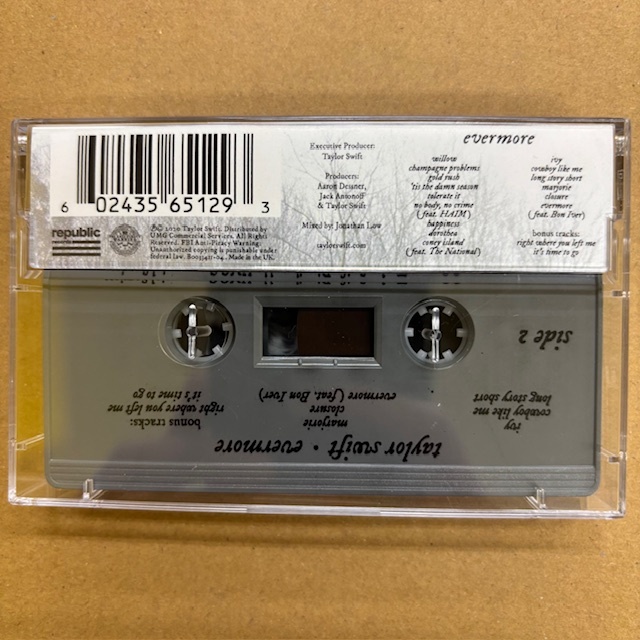 evermore
Executive Producer:
Taylor Swift
Producers:
Aaron Dessner,
Jack Antonoff
& Taylor Swift
Mixed by: Jonathan Low
taylorswift.com
willow
champagne problems
gold rush
'tis the damn season
tolerate it
no body, no crime
(feat. HAIM)
happiness
dorothea
coney island
(feat. The National)
ivy
cowboy like me
long story short
marjorie
closure
evermore
(feat. Bon Iver)
bonus tracks:
right where you left me
it's time to go
6 02435 65129 3
republic
℗© 2020 Taylor Swift. Distributed by
UMG Commercial Services. All Rights
Reserved. FBI Anti-Piracy Warning:
Unauthorized copying is punishable under
federal law. Made in the UK.
side 2
ivy
cowboy like me
long story short
marjorie
closure
evermore (feat. Bon Iver)
bonus tracks:
right where you left me
it's time to go
taylor swift • evermore